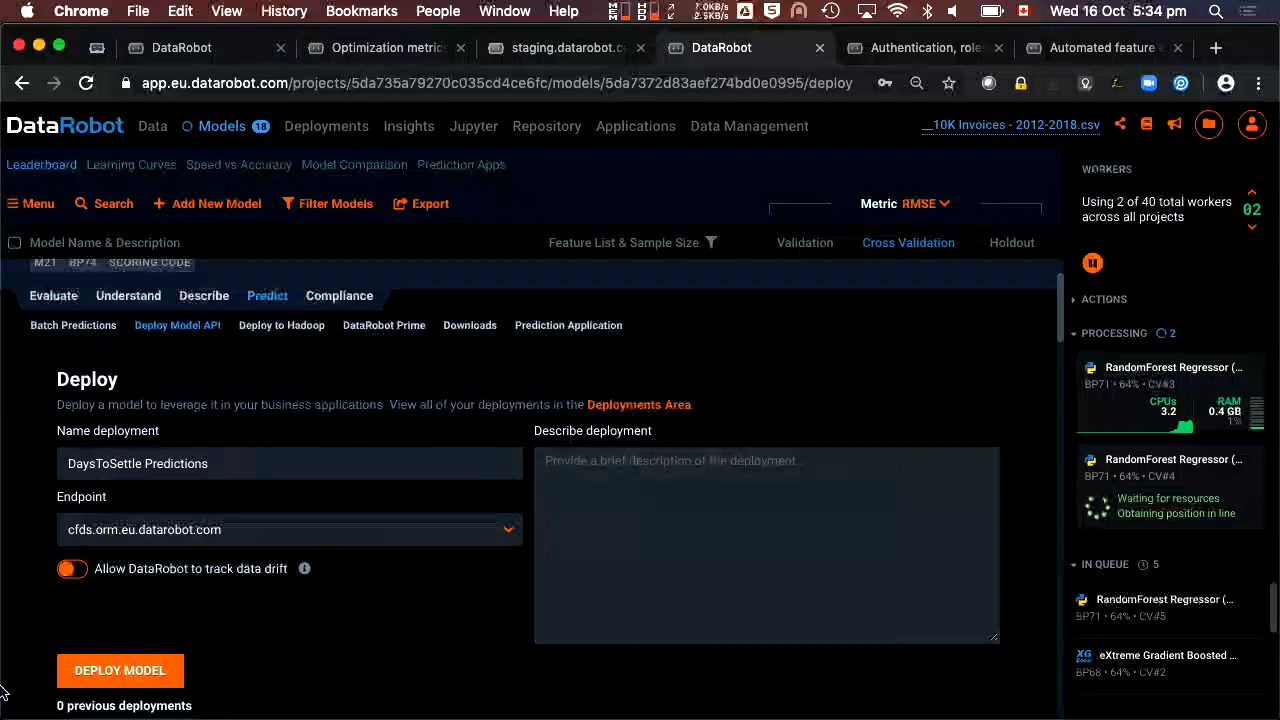 Chrome File Edit View History Bookmarks People Window Help Wed 16 Oct 5:34 pm
DataRobot Optimization metric staging.datarobot.c DataRobot Authentication, role Automated feature e
app.eu.datarobot.com/projects/5da735a79270c035cd4ce6fc/models/5da7372d83aef274bd0e0995/deploy
DataRobot Data Models 18 Deployments Insights Jupyter Repository Applications Data Management __10K Invoices - 2012-2018.csv
Leaderboard Learning Curves Speed vs Accuracy Model Comparison Prediction Apps
Menu Search Add New Model Filter Models Export Metric RMSE
Model Name & Description Feature List & Sample Size Validation Cross Validation Holdout
M21 BP74 SCORING CODE
Evaluate Understand Describe Predict Compliance
Batch Predictions Deploy Model API Deploy to Hadoop DataRobot Prime Downloads Prediction Application
Deploy
Deploy a model to leverage it in your business applications. View all of your deployments in the Deployments Area.
Name deployment
DaysToSettle Predictions
Endpoint
cfds.orm.eu.datarobot.com
Allow DataRobot to track data drift
Describe deployment
Provide a brief description of the deployment
DEPLOY MODEL
0 previous deployments
WORKERS
Using 2 of 40 total workers
across all projects
02
ACTIONS
PROCESSING 2
RandomForest Regressor (...
BP71 • 64% • CV#3
CPUs RAM
3.2 0.4 GB
1%
RandomForest Regressor (...
BP71 • 64% • CV#4
Waiting for resources
Obtaining position in line
IN QUEUE 5
RandomForest Regressor (...
BP71 • 64% • CV#5
eXtreme Gradient Boosted ...
BP68 • 64% • CV#2